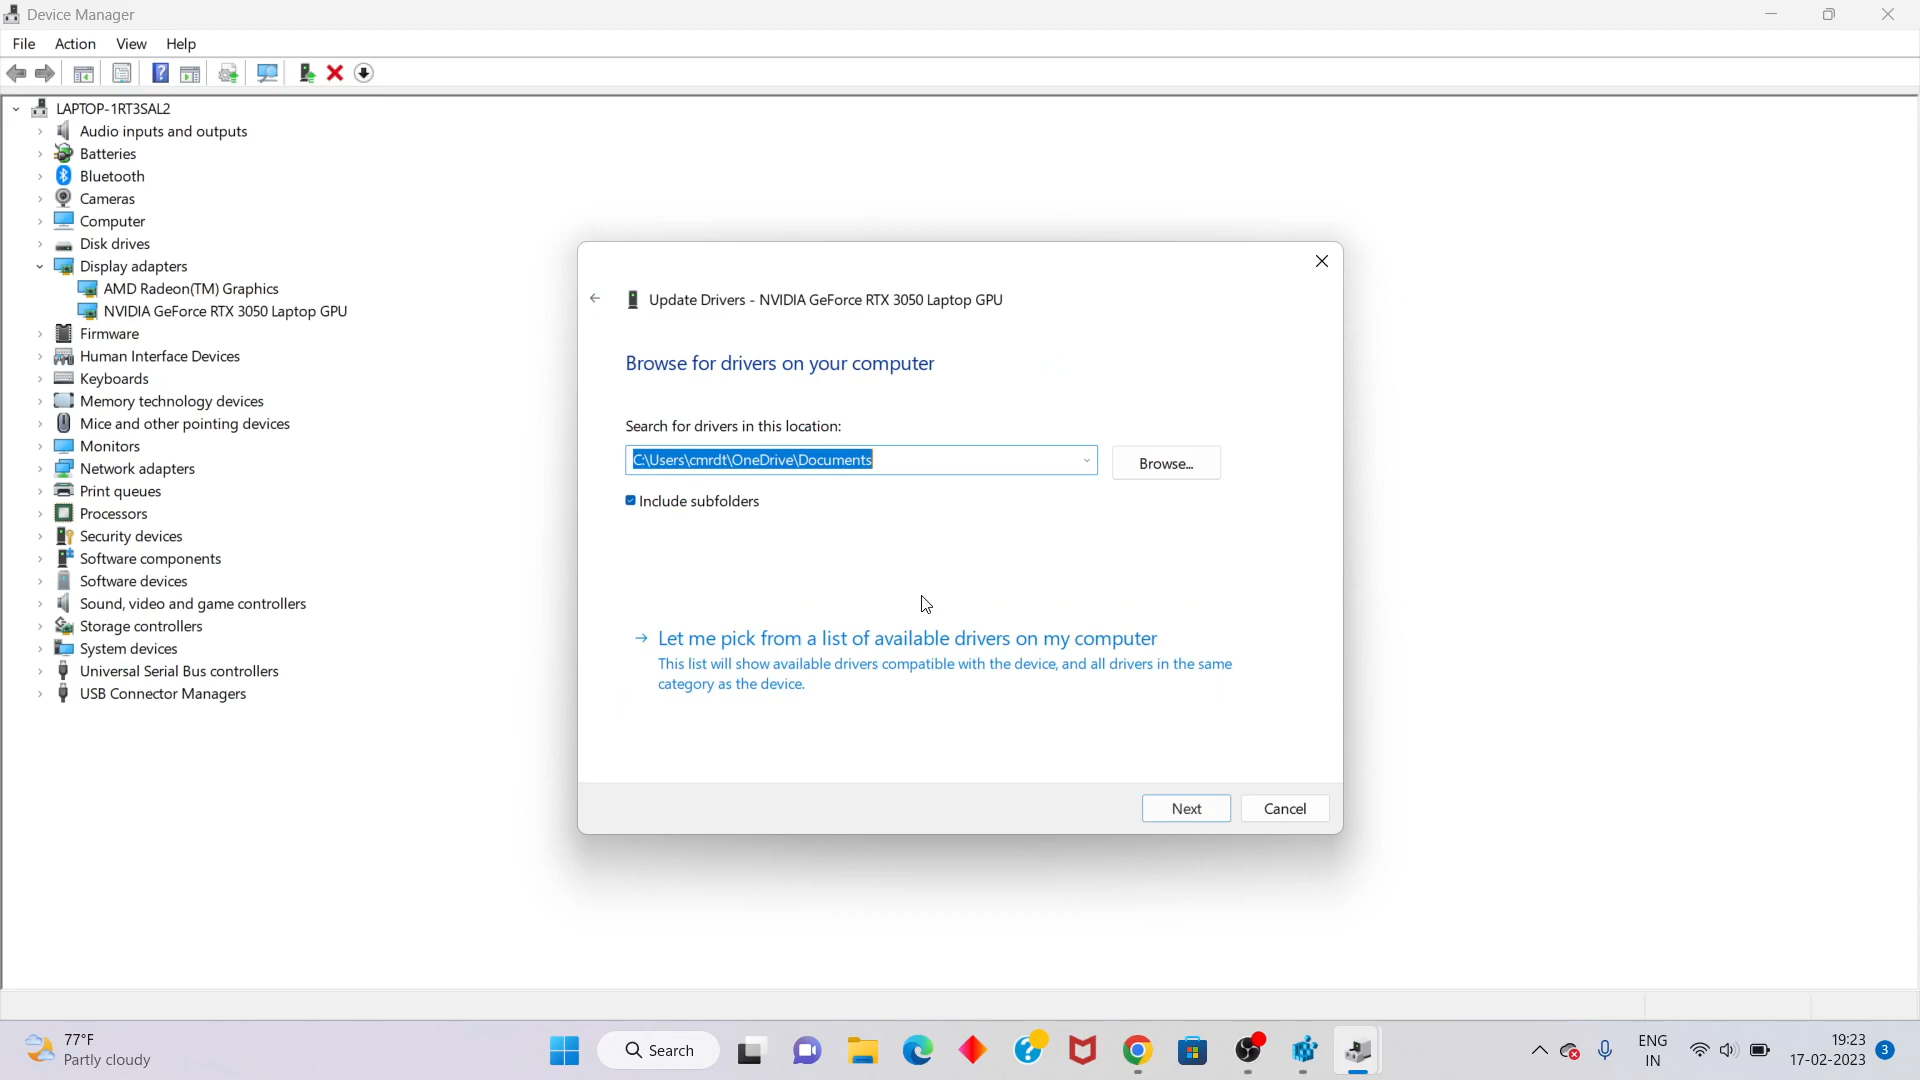 Device Manager
File Action View Help
LAPTOP-1RT3SAL2
Audio inputs and outputs
Batteries
Bluetooth
Cameras
Computer
Disk drives
Display adapters
AMD Radeon(TM) Graphics
NVIDIA GeForce RTX 3050 Laptop GPU
Firmware
Human Interface Devices
Keyboards
Memory technology devices
Mice and other pointing devices
Monitors
Network adapters
Print queues
Processors
Security devices
Software components
Software devices
Sound, video and game controllers
Storage controllers
System devices
Universal Serial Bus controllers
USB Connector Managers
Update Drivers - NVIDIA GeForce RTX 3050 Laptop GPU
Browse for drivers on your computer
Search for drivers in this location:
C:\Users\cmrdt\OneDrive\Documents
Browse...
Include subfolders
Let me pick from a list of available drivers on my computer
This list will show available drivers compatible with the device, and all drivers in the same
category as the device.
Next Cancel
77°F
Partly cloudy
Search
ENG
IN
19:23
17-02-2023
3